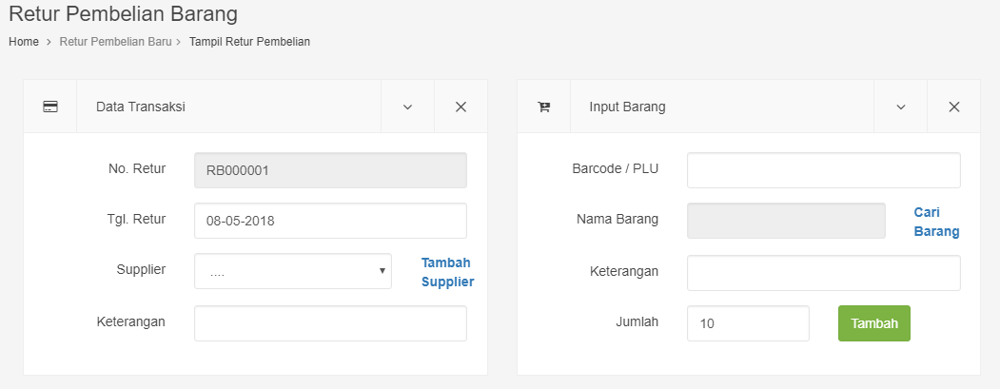 Retur Pembelian Barang
Home > Retur Pembelian Baru > Tampil Retur Pembelian
Data Transaksi
No. Retur RB000001
Tgl. Retur 08-05-2018
Supplier .... Tambah
Supplier
Keterangan
Input Barang
Barcode / PLU
Nama Barang Cari
Barang
Keterangan
Jumlah 10 Tambah